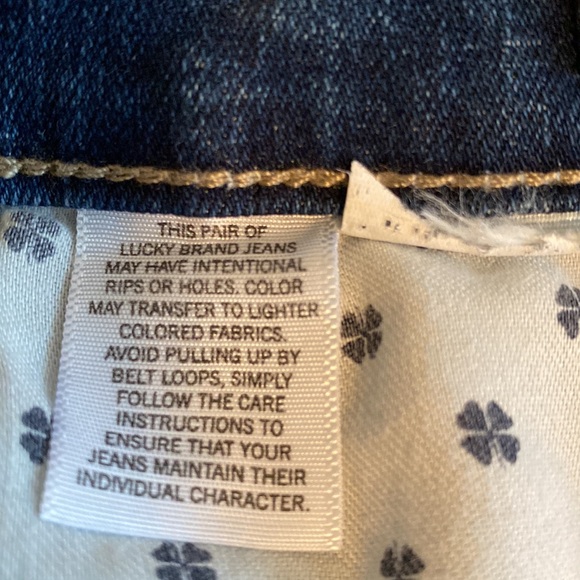 THIS PAIR OF
LUCKY BRAND JEANS
MAY HAVE INTENTIONAL
RIPS OR HOLES. COLOR
MAY TRANSFER TO LIGHTER
COLORED FABRICS.
AVOID PULLING UP BY
BELT LOOPS, SIMPLY
FOLLOW THE CARE
INSTRUCTIONS TO
ENSURE THAT YOUR
JEANS MAINTAIN THEIR
INDIVIDUAL CHARACTER.